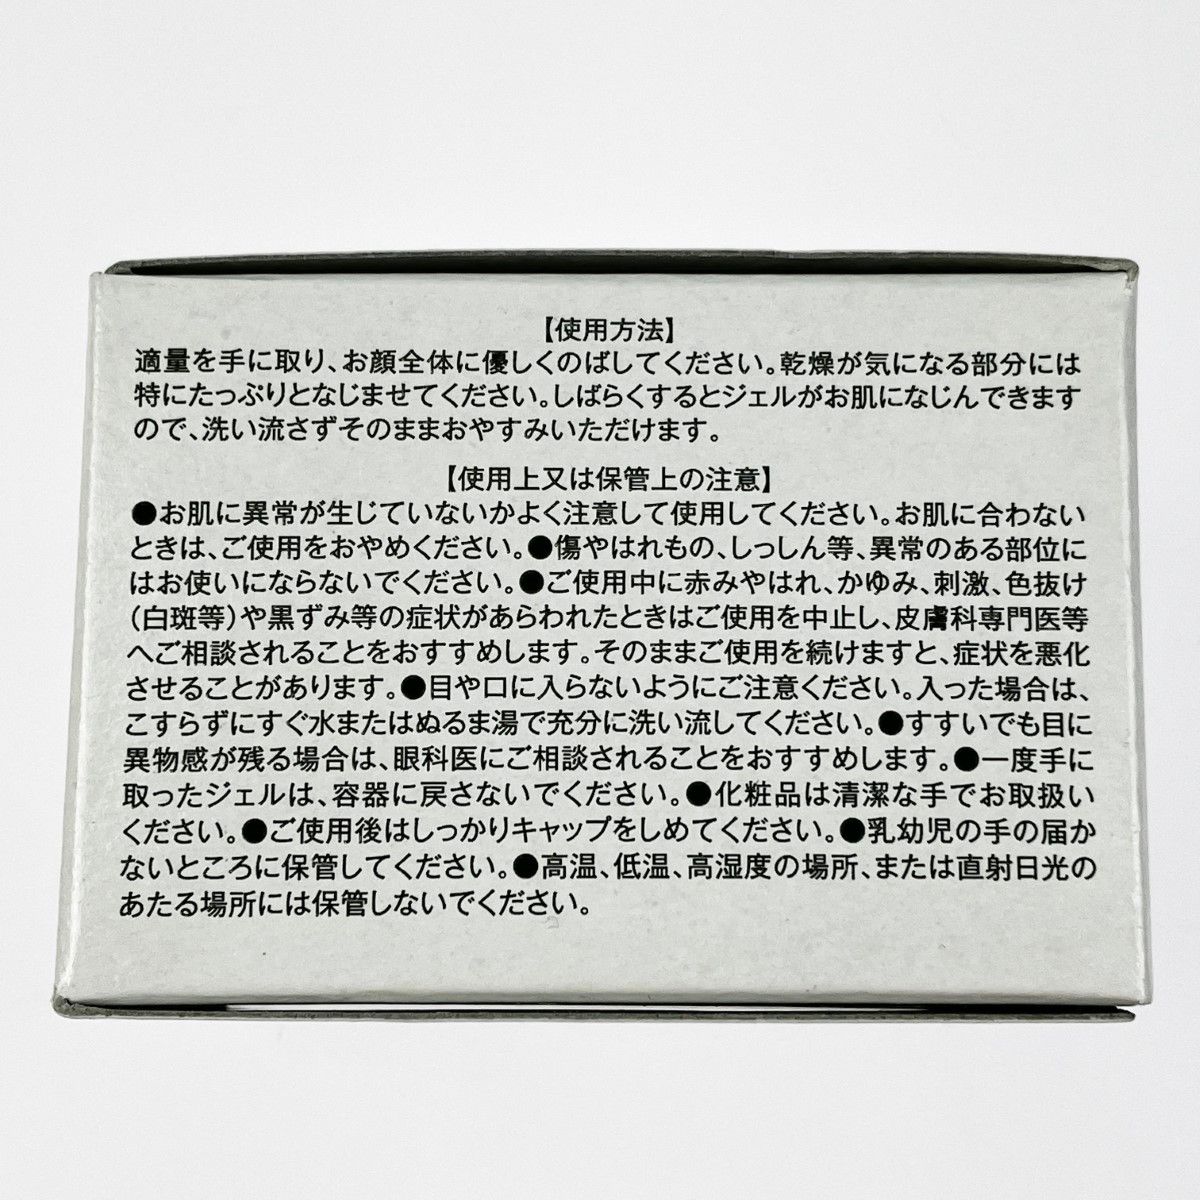 【使用方法】
適量を手に取り、お顔全体に優しくのばしてください。乾燥が気になる部分には
特にたっぷりとなじませてください。しばらくするとジェルがお肌になじんできます
ので、洗い流さずそのままおやすみいただけます。
【使用上又は保管上の注意】
●お肌に異常が生じていないかよく注意して使用してください。お肌に合わない
ときは、ご使用をおやめください。●傷やはれもの、しっしん等、異常のある部位に
はお使いにならないでください。●ご使用中に赤みやはれ、かゆみ、刺激、色抜け
（白斑等）や黒ずみ等の症状があらわれたときはご使用を中止し、皮膚科専門医等
へご相談されることをおすすめします。そのままご使用を続けますと、症状を悪化
させることがあります。●目や口に入らないようにご注意ください。入った場合は、
こすらずにすぐ水またはぬるま湯で充分に洗い流してください。●すすいでも目に
異物感が残る場合は、眼科医にご相談されることをおすすめします。●一度手に
取ったジェルは、容器に戻さないでください。●化粧品は清潔な手でお取扱い
ください。●ご使用後はしっかりキャップをしめてください。●乳幼児の手の届か
ないところに保管してください。●高温、低温、高湿度の場所、または直射日光の
あたる場所には保管しないでください。